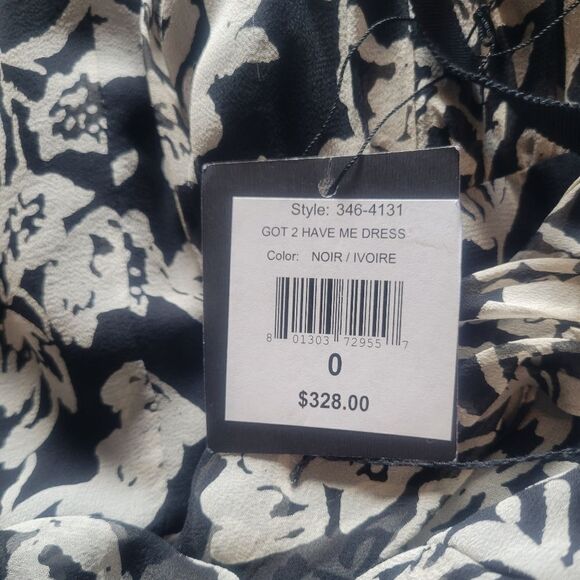 Style: 346-4131
GOT 2 HAVE ME DRESS
Color: NOIR / IVOIRE
8 01303 72955 7
0
$328.00